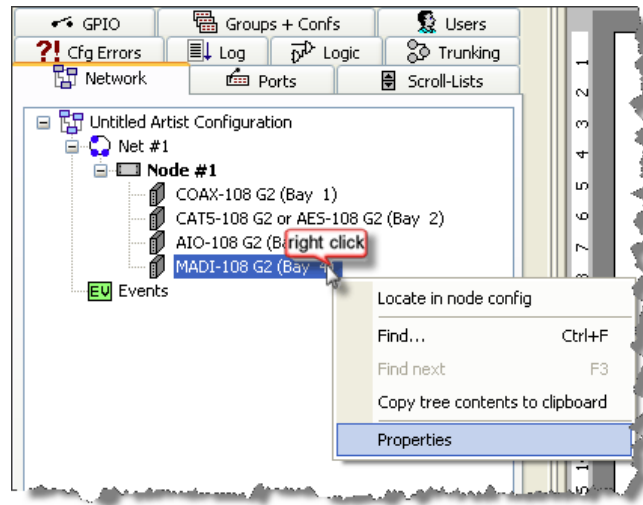 GPIO Groups + Confs Users
?! Cfg Errors Log Logic Trunking
Network Ports Scroll-Lists
Untitled Artist Configuration
Net #1
Node #1
COAX-108 G2 (Bay 1)
CAT5-108 G2 or AES-108 G2 (Bay 2)
AIO-108 G2 (Ba
right click
MADI-108 G2 (Bay 4)
EV Events
Locate in node config
Find... Ctrl+F
Find next F3
Copy tree contents to clipboard
Properties
1
2
3
4
5
6
7
8